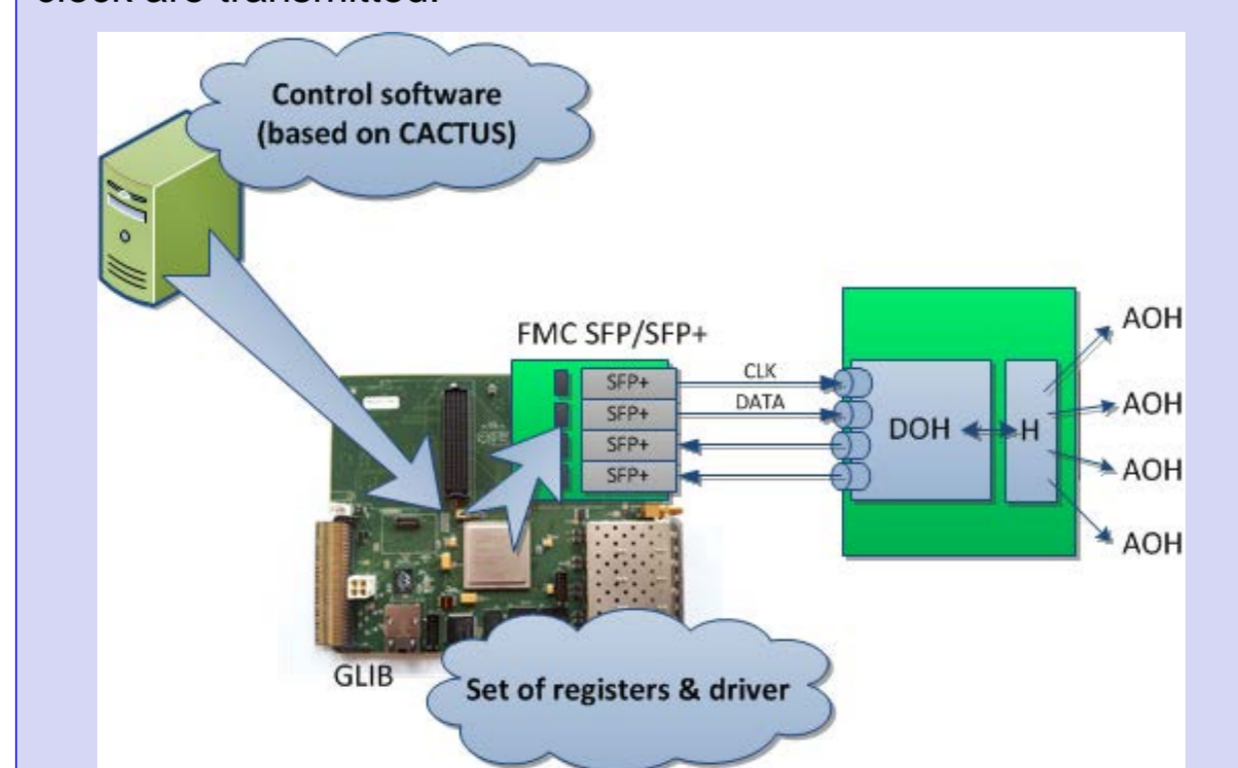 clock are transmitted.
Control software
(based on CACTUS)
FMC SFP/SFP+
SFP+
SFP+
SFP+
SFP+
CLK
DATA
DOH
H
AOH
AOH
AOH
AOH
GLIB
Set of registers & driver